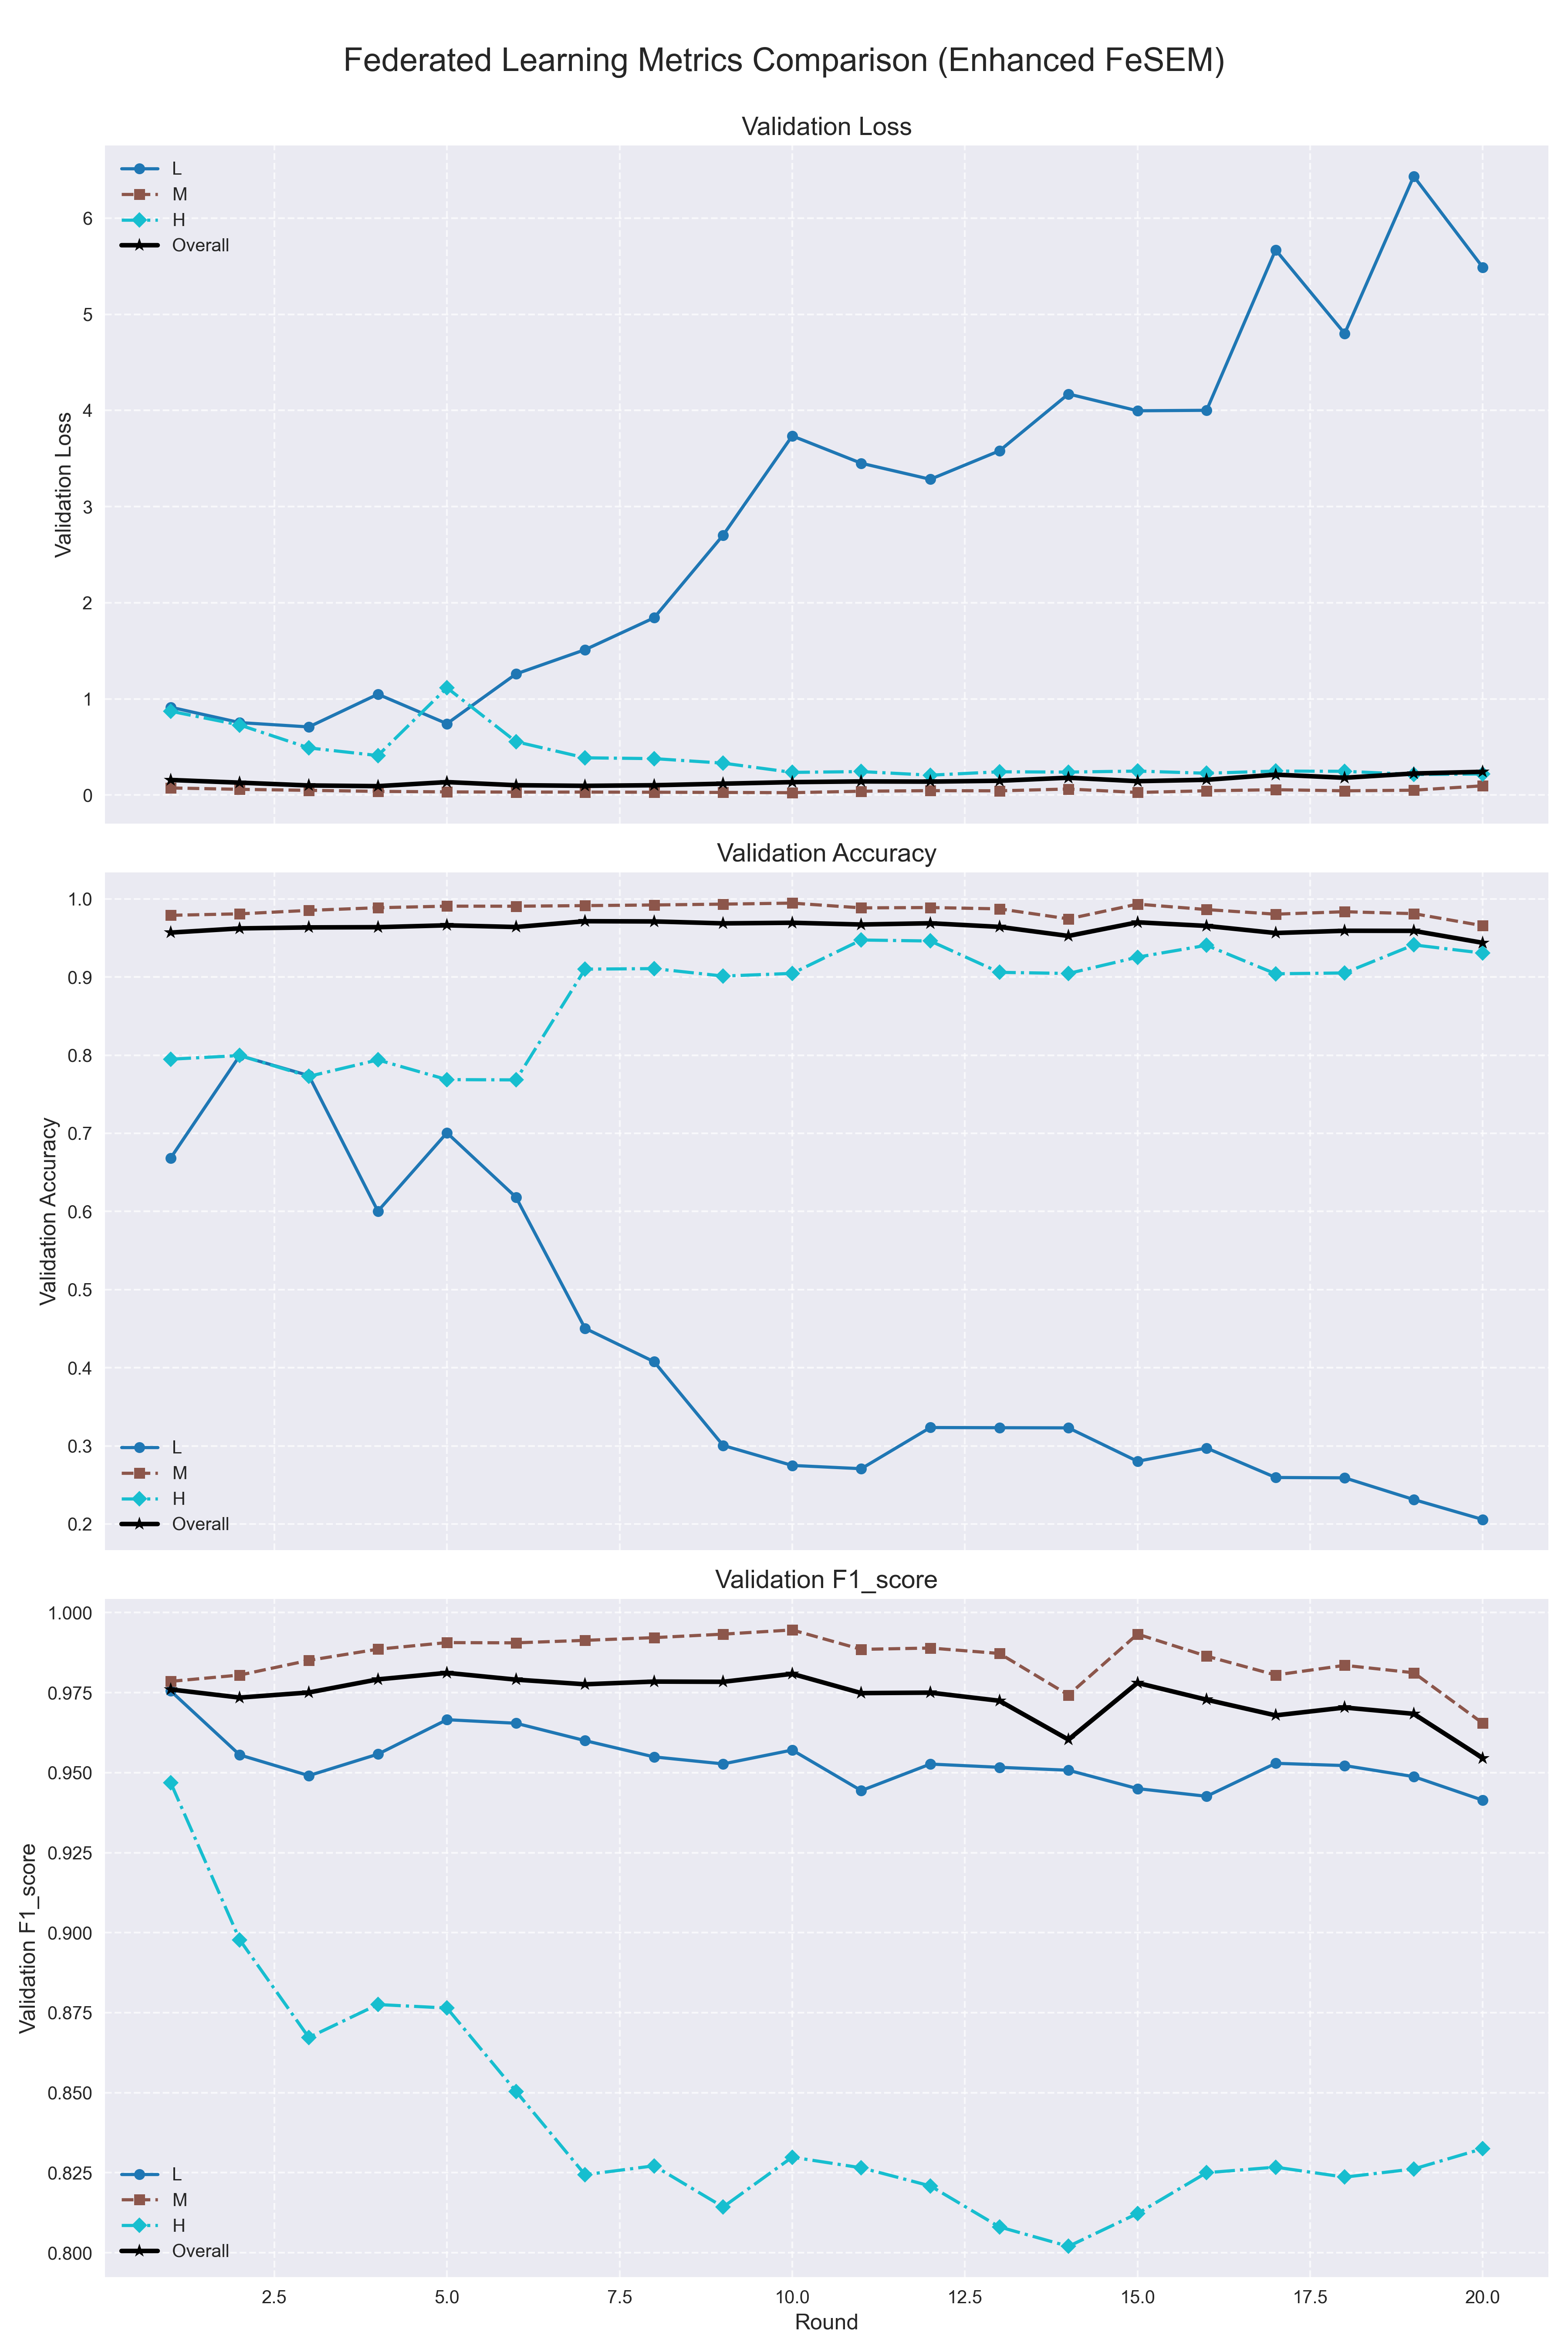 Federated Learning Metrics Comparison (Enhanced FeSEM)
Validation Loss
L
M
H
Overall
6
5
4
3
2
1
0
Validation Loss
Validation Accuracy
1.0
0.9
0.8
0.7
0.6
0.5
0.4
0.3
0.2
Validation Accuracy
L
M
H
Overall
Validation F1_score
1.000
0.975
0.950
0.925
0.900
0.875
0.850
0.825
0.800
Validation F1_score
L
M
H
Overall
2.5 5.0 7.5 10.0 12.5 15.0 17.5 20.0
Round